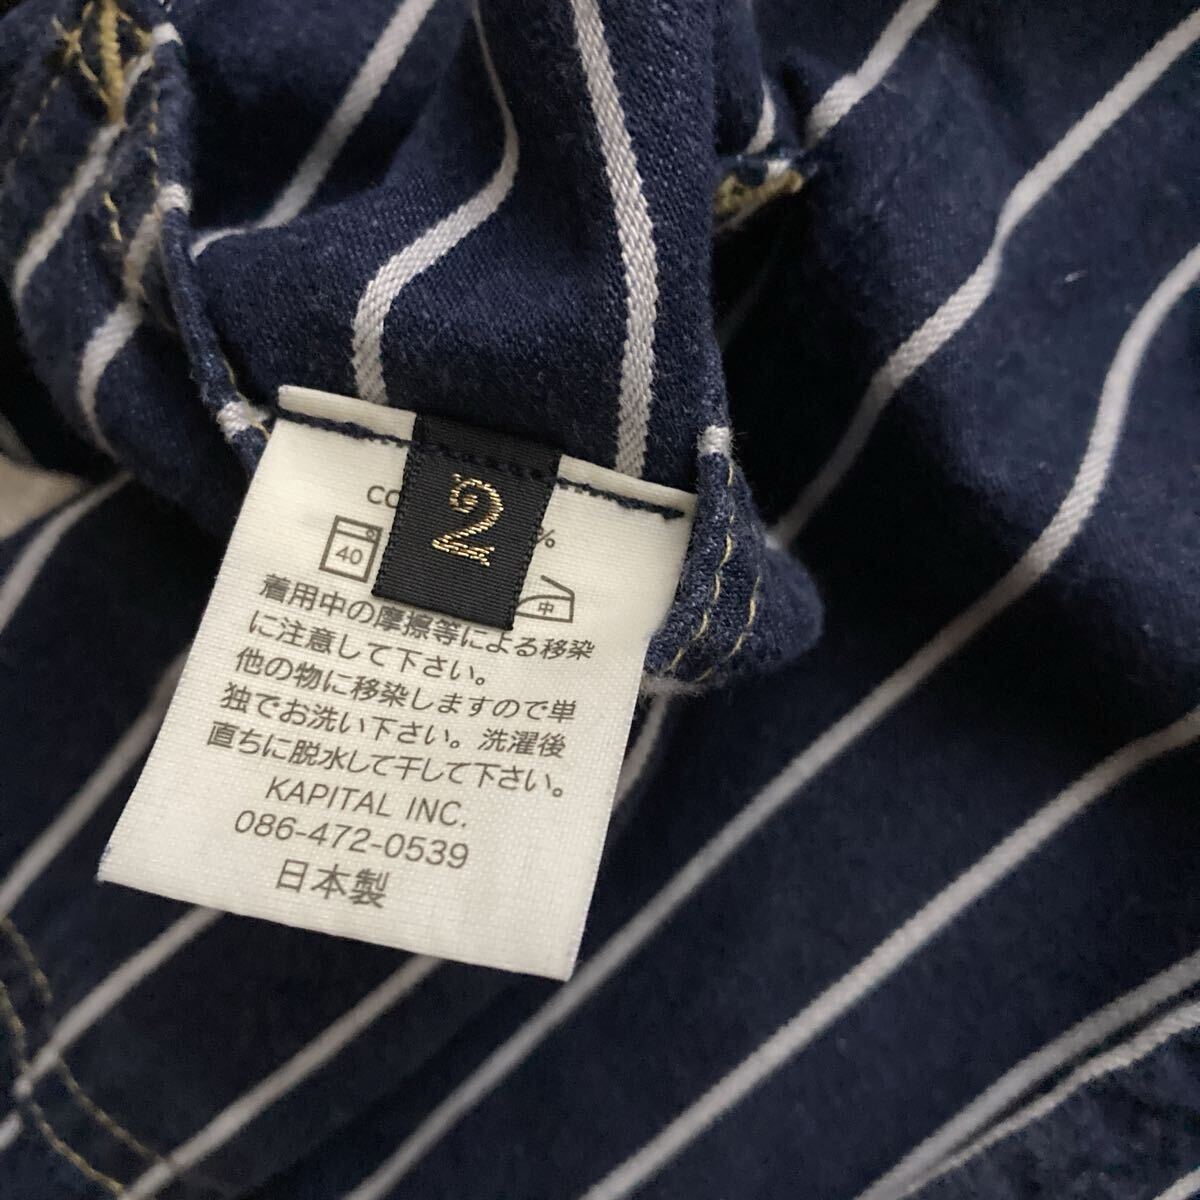 2
%
40
中
着用中の摩擦等による移染
に注意して下さい。
他の物に移染しますので単
独でお洗い下さい。洗濯後
直ちに脱水して干して下さい。
KAPITAL INC.
086-472-0539
日本製